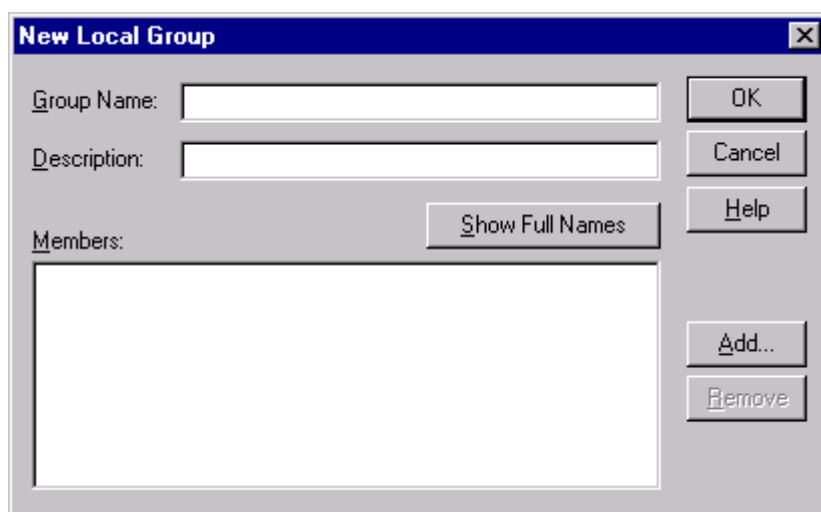 New Local Group
Group Name:
OK
Description:
Cancel
Show Full Names
Help
Members:
Add...
Remove